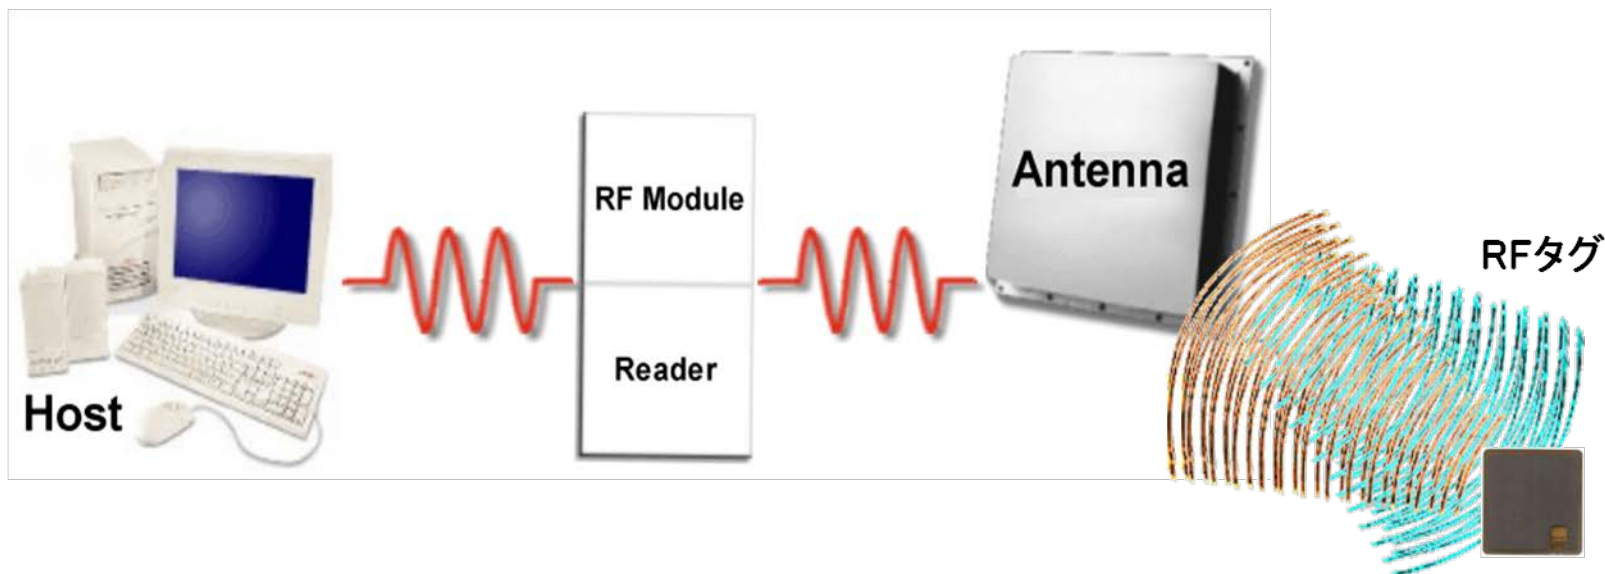 Host
RF Module
Reader
Antenna
RFタグ